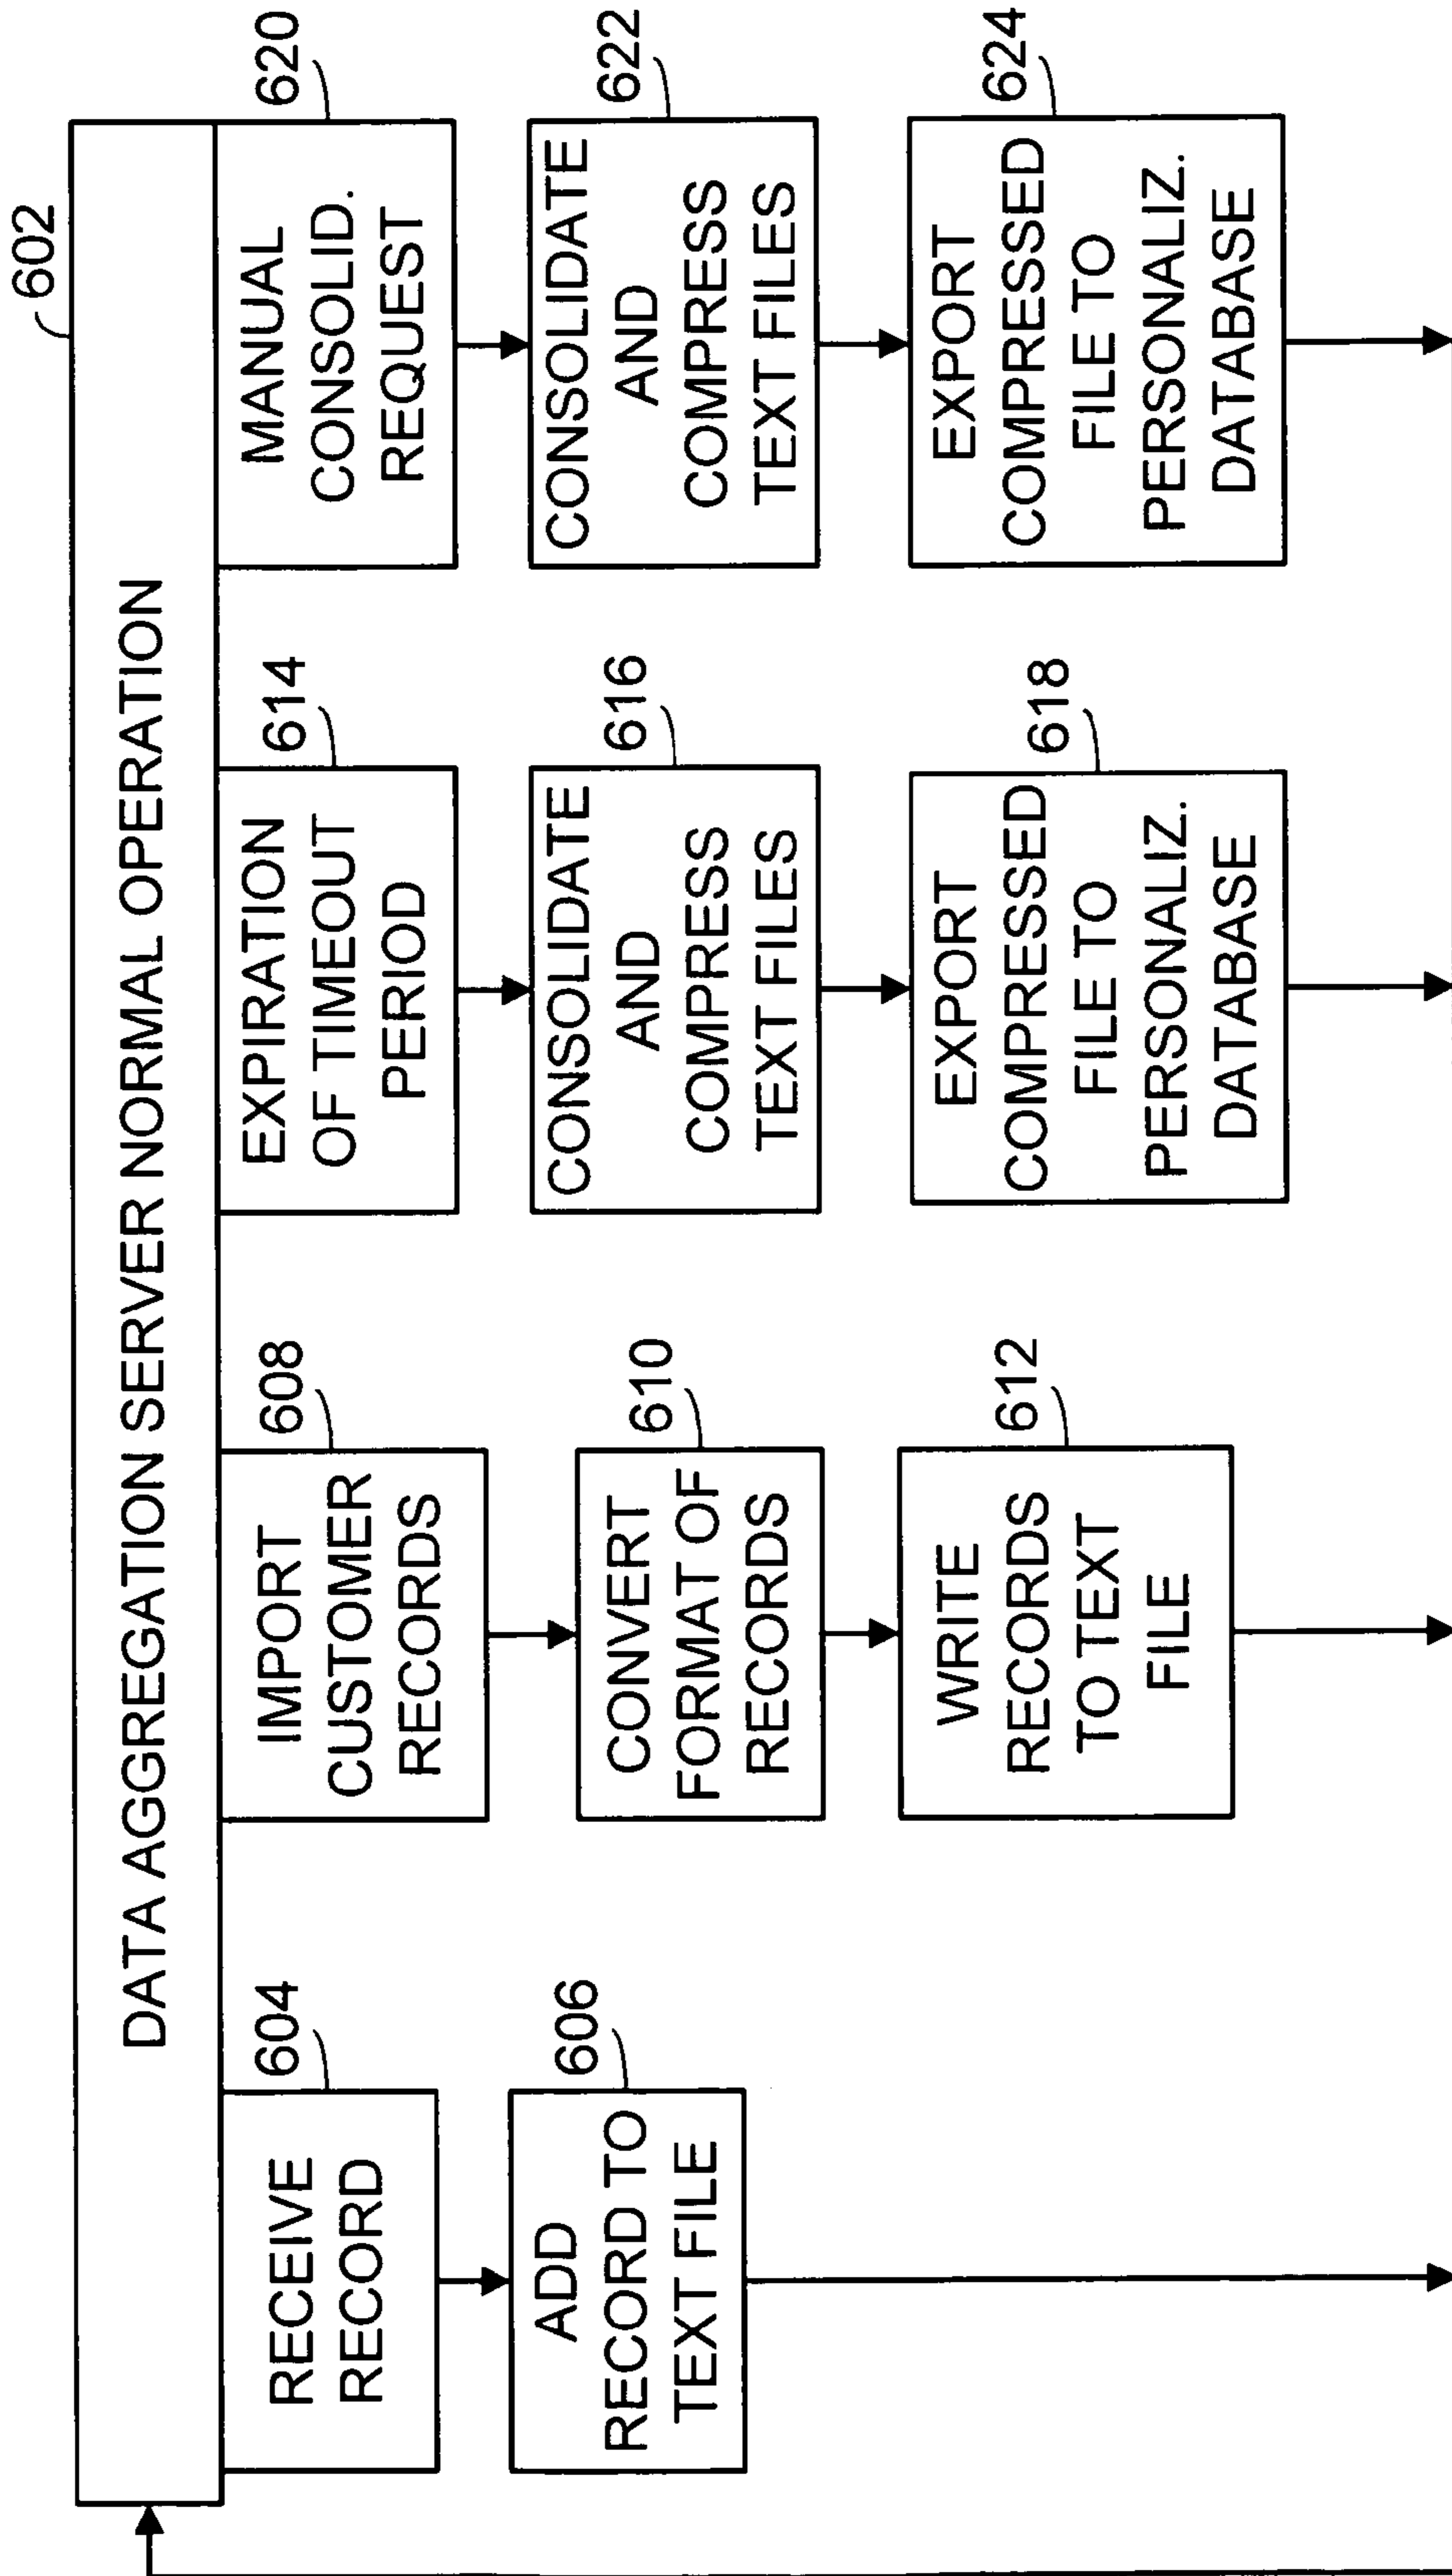 602
DATA AGGREGATION SERVER NORMAL OPERATION
604
RECEIVE
RECORD
606
ADD
RECORD TO
TEXT FILE
608
IMPORT
CUSTOMER
RECORDS
610
CONVERT
FORMAT OF
RECORDS
612
WRITE
RECORDS
TO TEXT
FILE
614
EXPIRATION
OF TIMEOUT
PERIOD
616
CONSOLIDATE
AND
COMPRESS
TEXT FILES
618
EXPORT
COMPRESSED
FILE TO
PERSONALIZ.
DATABASE
620
MANUAL
CONSOLID.
REQUEST
622
CONSOLIDATE
AND
COMPRESS
TEXT FILES
624
EXPORT
COMPRESSED
FILE TO
PERSONALIZ.
DATABASE